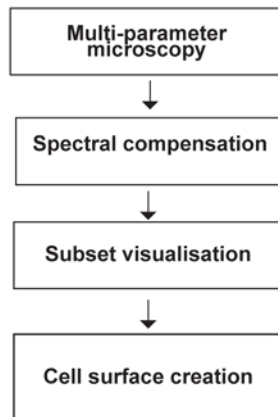 Multi-parameter
microscopy
Spectral compensation
Subset visualisation
Cell surface creation